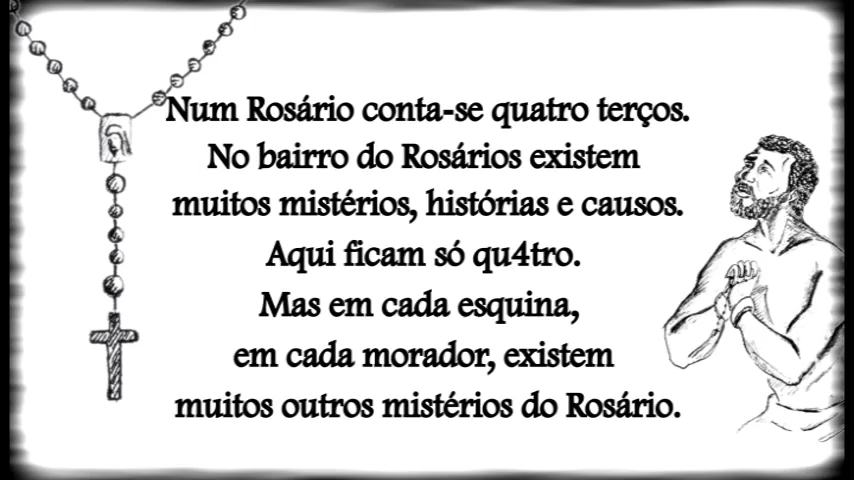 Num Rosário conta-se quatro terços.
No bairro do Rosários existem
muitos mistérios, histórias e causos.
Aqui ficam só qu4tro.
Mas em cada esquina,
em cada morador, existem
muitos outros mistérios do Rosário.